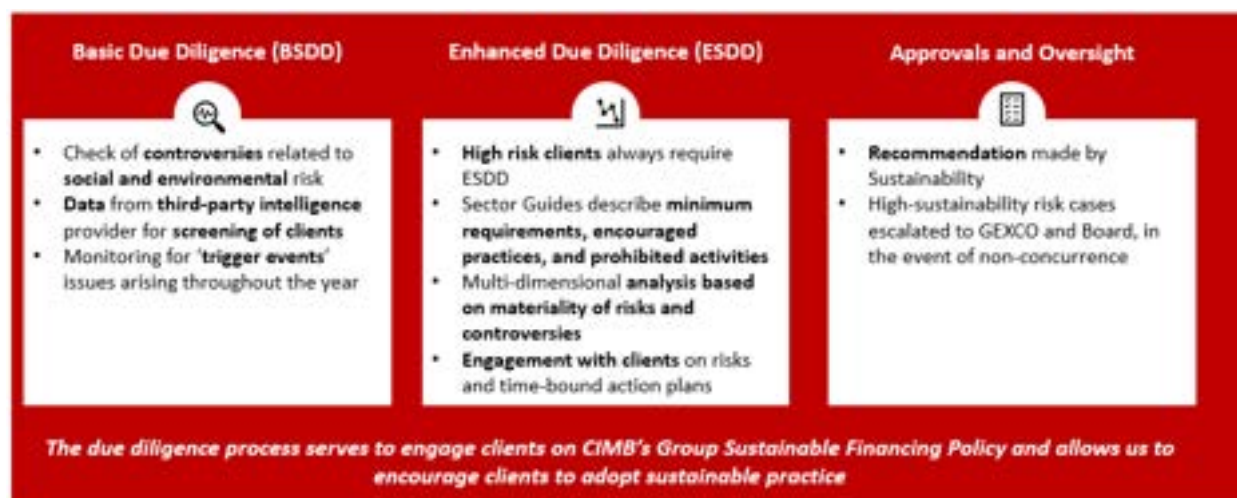 Basic Due Diligence (BSDD)
• Check of controversies related to
social and environmental risk
• Data from third-party intelligence
provider for screening of clients
• Monitoring for 'trigger events'
issues arising throughout the year
Enhanced Due Diligence (ESDD)
• High risk clients always require
ESDD
• Sector Guides describe minimum
requirements, encouraged
practices, and prohibited activities
• Multi-dimensional analysis based
on materiality of risks and
controversies
• Engagement with clients on risks
and time-bound action plans
Approvals and Oversight
• Recommendation made by
Sustainability
• High-sustainability risk cases
escalated to GEXCO and Board, in
the event of non-concurrence
The due diligence process serves to engage clients on CIMB's Group Sustainable Financing Policy and allows us to
encourage clients to adopt sustainable practice